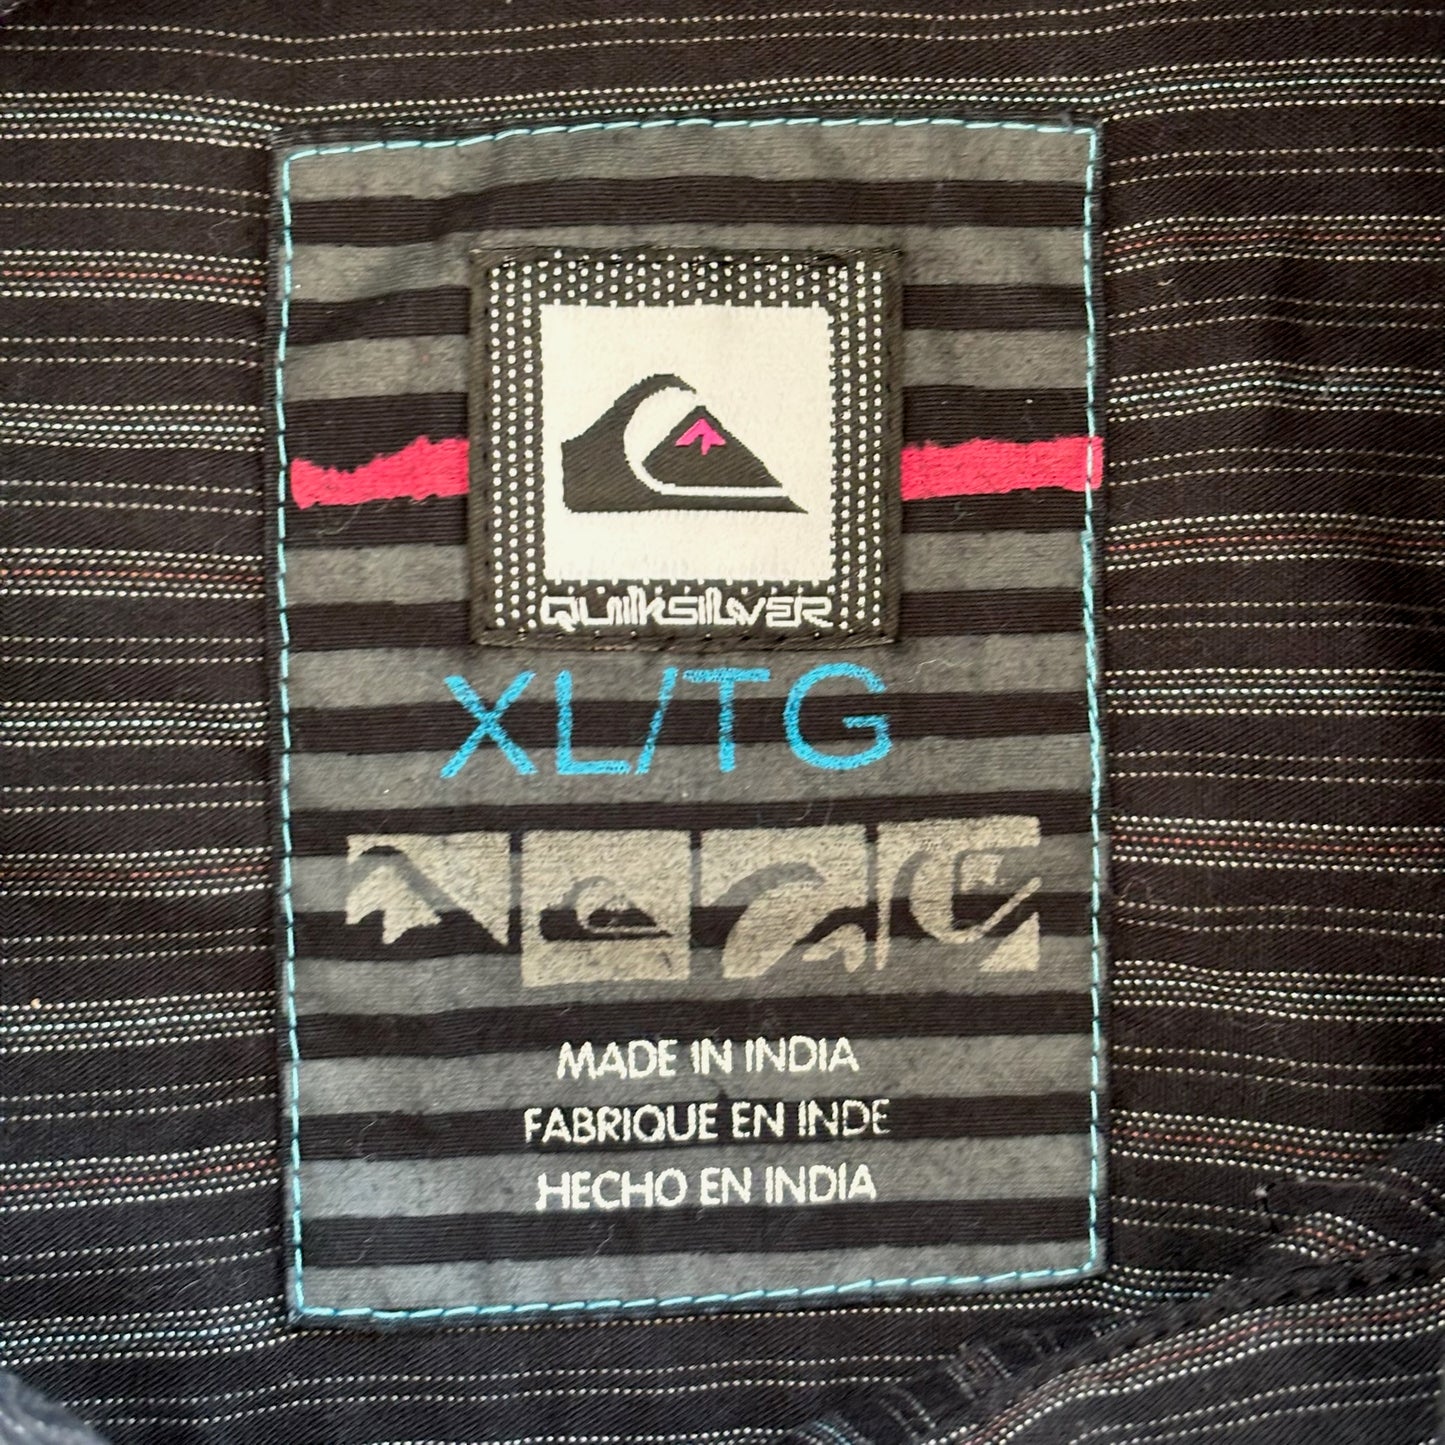 QUIKSILVER
XL/TG
MADE IN INDIA
FABRIQUE EN INDE
HECHO EN INDIA